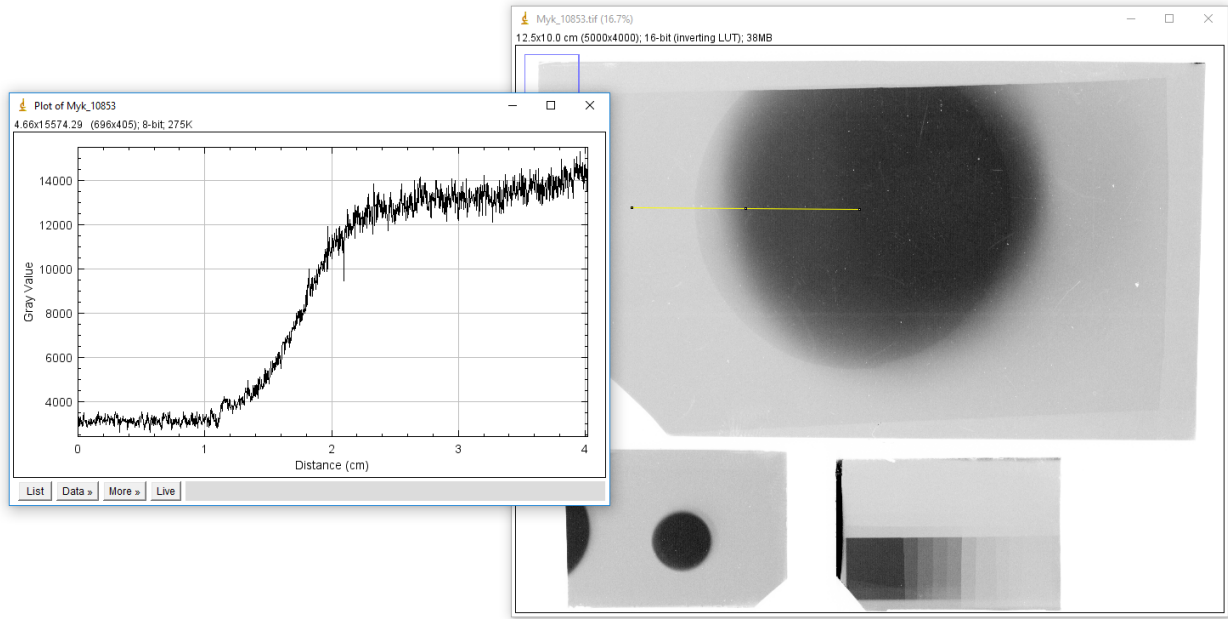 Myk_10853.tif (16.7%)
12.5x10.0 cm (5000x4000); 16-bit (inverting LUT); 38MB
Plot of Myk_10853
4.66x15574.29 (696x405); 8-bit; 275K
14000
12000
10000
8000
6000
4000
Gray Value
0 1 2 3 4
Distance (cm)
List Data » More » Live